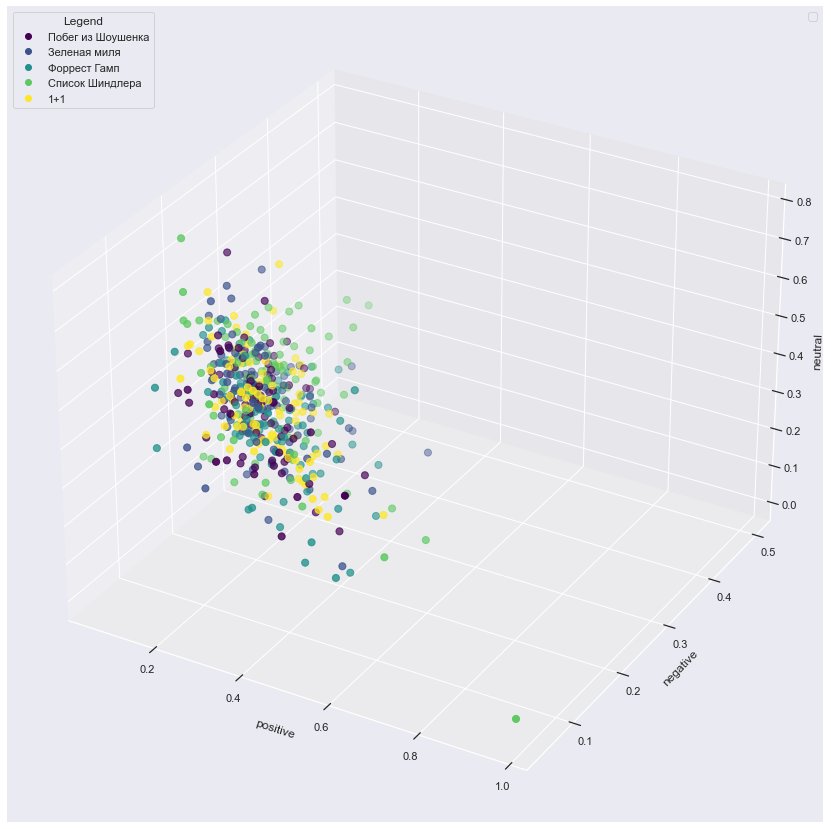 Legend
Побег из Шоушенка
Зеленая миля
Форрест Гамп
Список Шиндлера
1+1
0.8
0.7
0.6
0.5
0.4
0.3
0.2
0.1
0.0
neutral
0.5
0.4
0.3
0.2
0.1
negative
0.2
0.4
0.6
0.8
1.0
positive